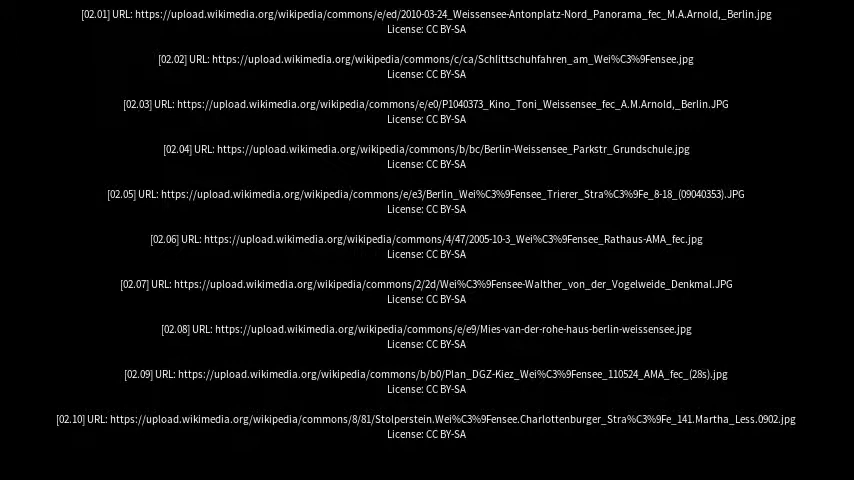 [02.01] URL: https://upload.wikimedia.org/wikipedia/commons/e/ed/2010-03-24_Weissensee-Antonplatz-Nord_Panorama_fec_M.A.Arnold,_Berlin.jpg
License: CC BY-SA
[02.02] URL: https://upload.wikimedia.org/wikipedia/commons/c/ca/Schlittschuhfahren_am_Wei%C3%9Fensee.jpg
License: CC BY-SA
[02.03] URL: https://upload.wikimedia.org/wikipedia/commons/e/e0/P1040373_Kino_Toni_Weissensee_fec_A.M.Arnold,_Berlin.JPG
License: CC BY-SA
[02.04] URL: https://upload.wikimedia.org/wikipedia/commons/b/bc/Berlin-Weissensee_Parkstr_Grundschule.jpg
License: CC BY-SA
[02.05] URL: https://upload.wikimedia.org/wikipedia/commons/e/e3/Berlin_Wei%C3%9Fensee_Trierer_Stra%C3%9Fe_8-18_(09040353).JPG
License: CC BY-SA
[02.06] URL: https://upload.wikimedia.org/wikipedia/commons/4/47/2005-10-3_Wei%C3%9Fensee_Rathaus-AMA_fec.jpg
License: CC BY-SA
[02.07] URL: https://upload.wikimedia.org/wikipedia/commons/2/2d/Wei%C3%9Fensee-Walther_von_der_Vogelweide_Denkmal.JPG
License: CC BY-SA
[02.08] URL: https://upload.wikimedia.org/wikipedia/commons/e/e9/Mies-van-der-rohe-haus-berlin-weissensee.jpg
License: CC BY-SA
[02.09] URL: https://upload.wikimedia.org/wikipedia/commons/b/b0/Plan_DGZ-Kiez_Wei%C3%9Fensee_110524_AMA_fec_(28s).jpg
License: CC BY-SA
[02.10] URL: https://upload.wikimedia.org/wikipedia/commons/8/81/Stolperstein.Wei%C3%9Fensee.Charlottenburger_Stra%C3%9Fe_141.Martha_Less.0902.jpg
License: CC BY-SA